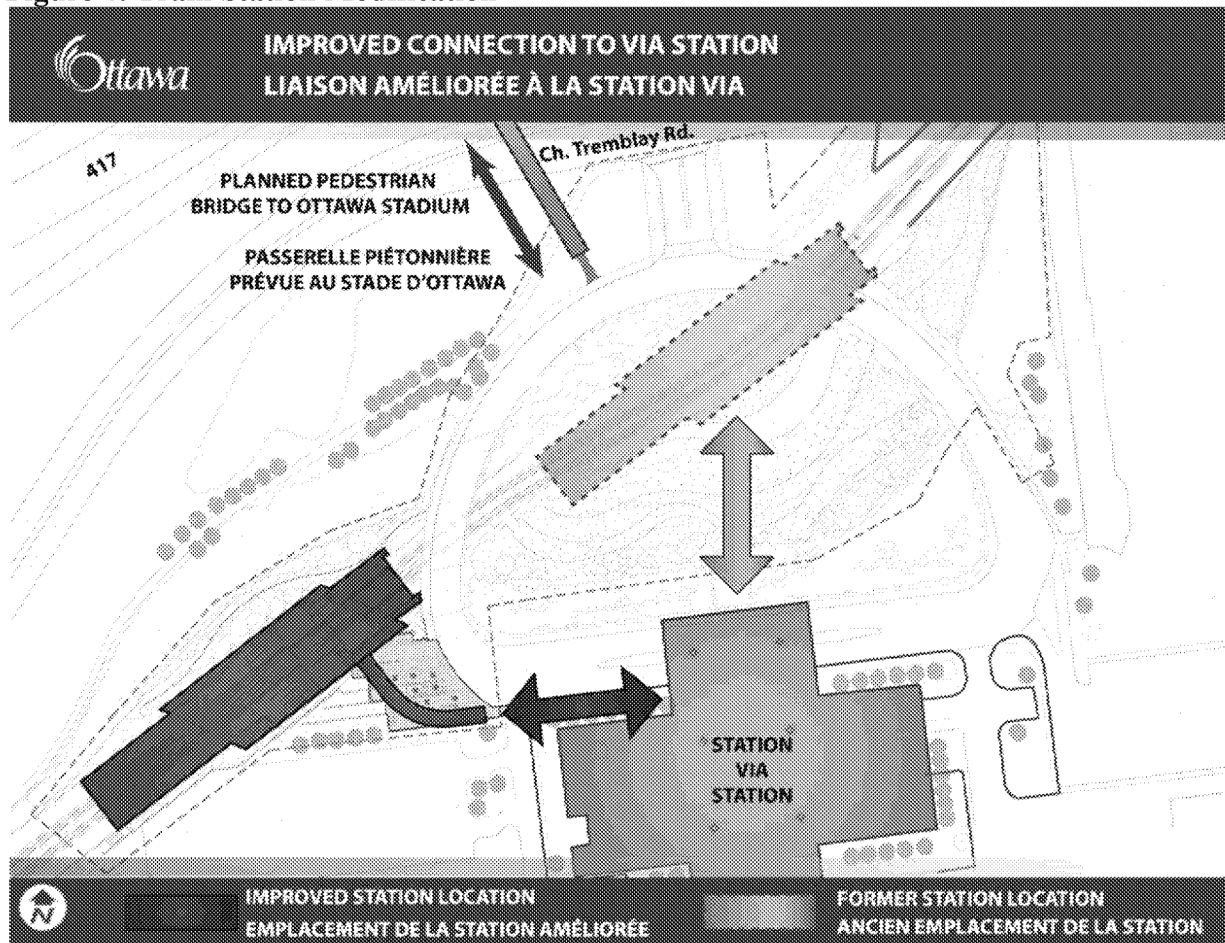 Ottawa
IMPROVED CONNECTION TO VIA STATION
LIAISON AMÉLIORÉE À LA STATION VIA
417
Ch. Tremblay Rd.
PLANNED PEDESTRIAN
BRIDGE TO OTTAWA STADIUM
PASSERELLE PIÉTONNIÈRE
PRÉVUE AU STADE D'OTTAWA
STATION
VIA
STATION
N
IMPROVED STATION LOCATION
EMPLACEMENT DE LA STATION AMÉLIORÉE
FORMER STATION LOCATION
ANCIEN EMPLACEMENT DE LA STATION